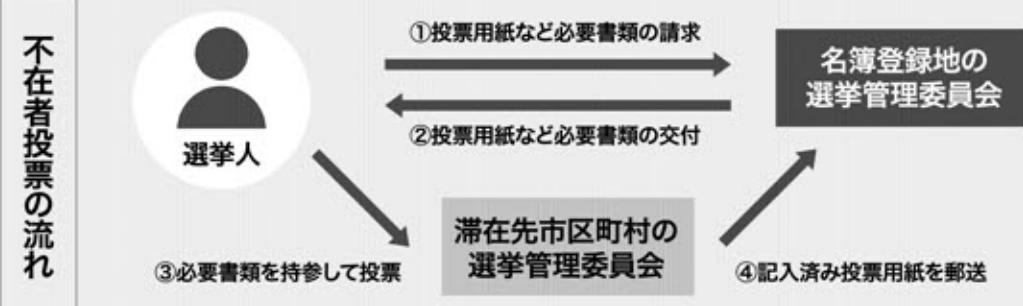 不在者投票の流れ
①投票用紙など必要書類の請求
名簿登録地の
選挙管理委員会
②投票用紙など必要書類の交付
選挙人
滞在先市区町村の
選挙管理委員会
③必要書類を持参して投票
④記入済み投票用紙を郵送